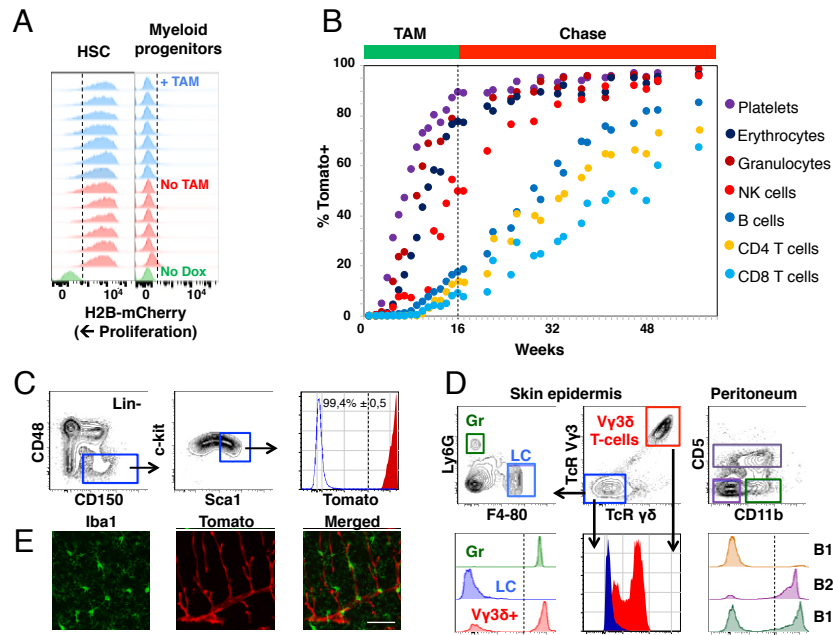 A
HSC
Myeloid
progenitors
+ TAM
No TAM
No Dox
0
10⁴
0
10⁴
H2B-mCherry
(← Proliferation)
B
TAM
Chase
% Tomato+
100
80
60
40
20
0
0
16
32
48
Weeks
Platelets
Erythrocytes
Granulocytes
NK cells
B cells
CD4 T cells
CD8 T cells
C
Lin-
CD48
CD150
c-kit
Sca1
99,4% ± 0,5
Tomato
D
Skin epidermis
Peritoneum
Gr
LC
Ly6G
F4-80
Vγ3δ
T-cells
TcR Vγ3
TcR γδ
CD5
CD11b
Gr
LC
Vγ3δ+
B1
B2
B1
E
Iba1
Tomato
Merged